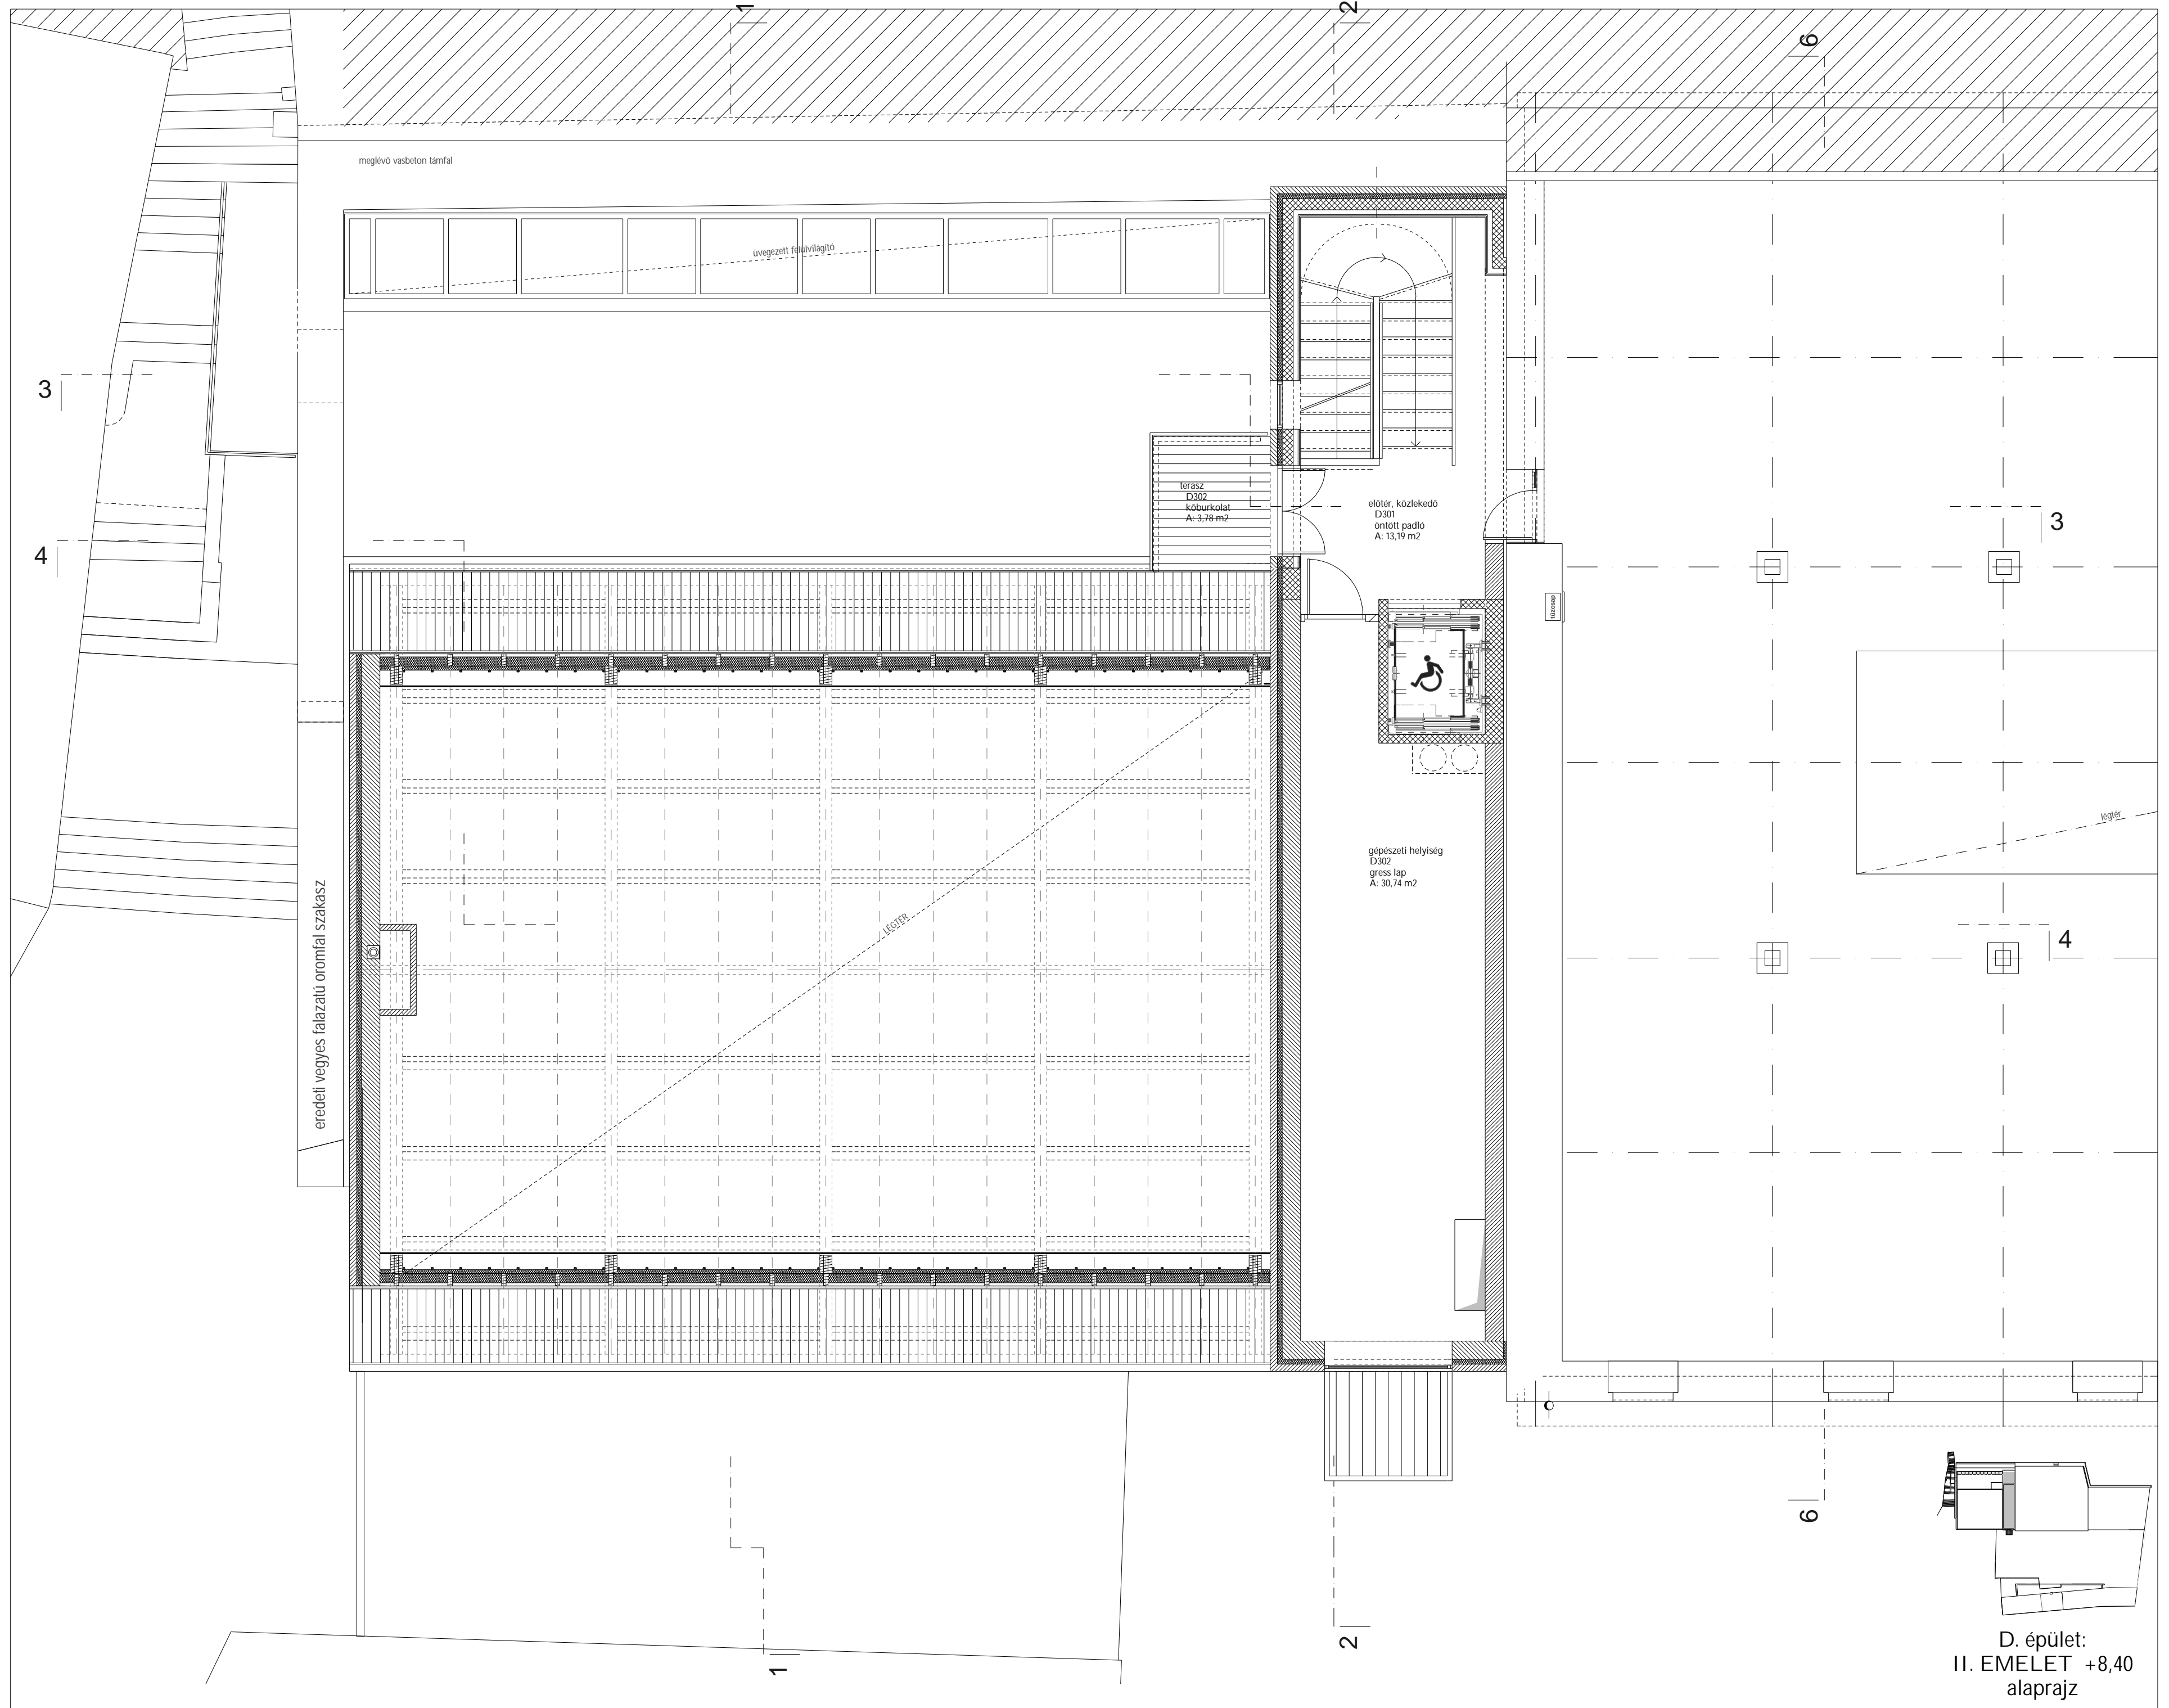 1
2
6
meglévő vasbeton támfal
üvegezett felülvilágító
3
terasz
D302
kőburkolat
A: 3,78 m2
előtér, közlekedő
D301
öntött padló
A: 13,19 m2
3
4
tűzcsap
légtér
gépészeti helyiség
D302
gress lap
A: 30,74 m2
LÉGTÉR
eredeti vegyes falazatú oromfal szakasz
4
6
2
1
D. épület:
II. EMELET +8,40
alaprajz